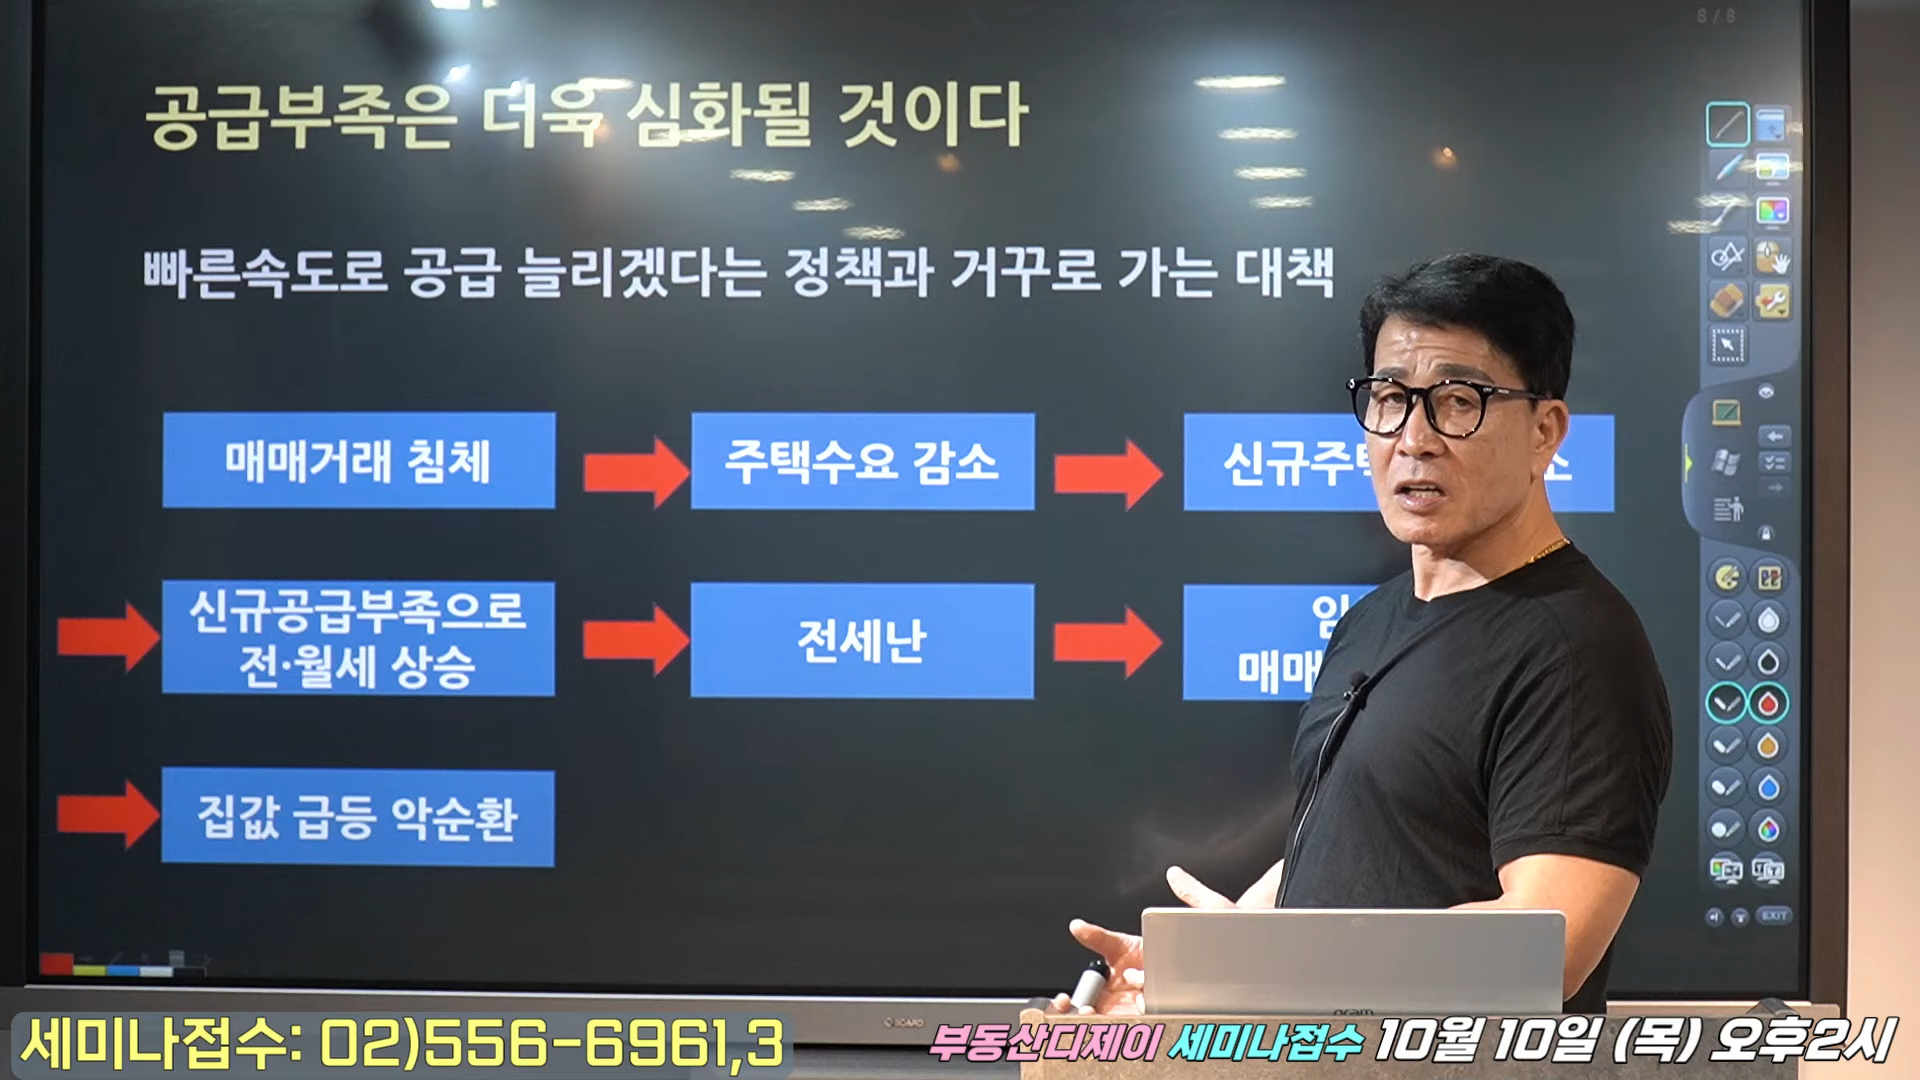 8 / 8
공급부족은 더욱 심화될 것이다
빠른속도로 공급 늘리겠다는 정책과 거꾸로 가는 대책
매매거래 침체
주택수요 감소
신규주
신규공급부족으로
전·월세 상승
전세난
매매
집값 급등 악순환
EXIT
세미나접수: 02)556-6961,3
부동산디제이 세미나접수 10월 10일 (목) 오후2시